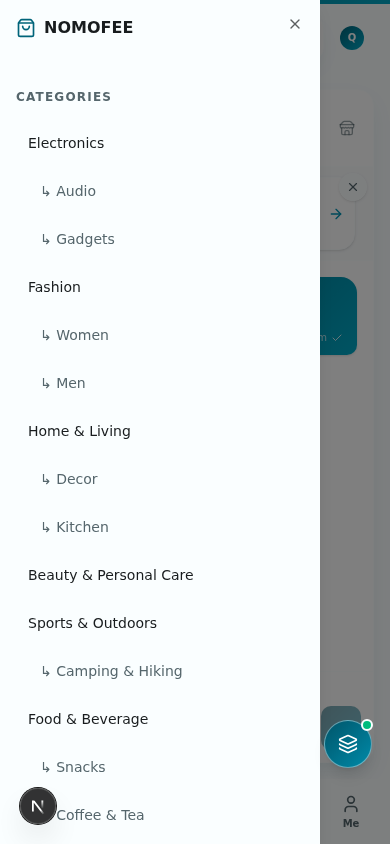 NOMOFEE
Q
CATEGORIES
Electronics
↳ Audio
↳ Gadgets
Fashion
↳ Women
↳ Men
Home & Living
↳ Decor
↳ Kitchen
Beauty & Personal Care
Sports & Outdoors
↳ Camping & Hiking
Food & Beverage
↳ Snacks
N
Coffee & Tea
Me